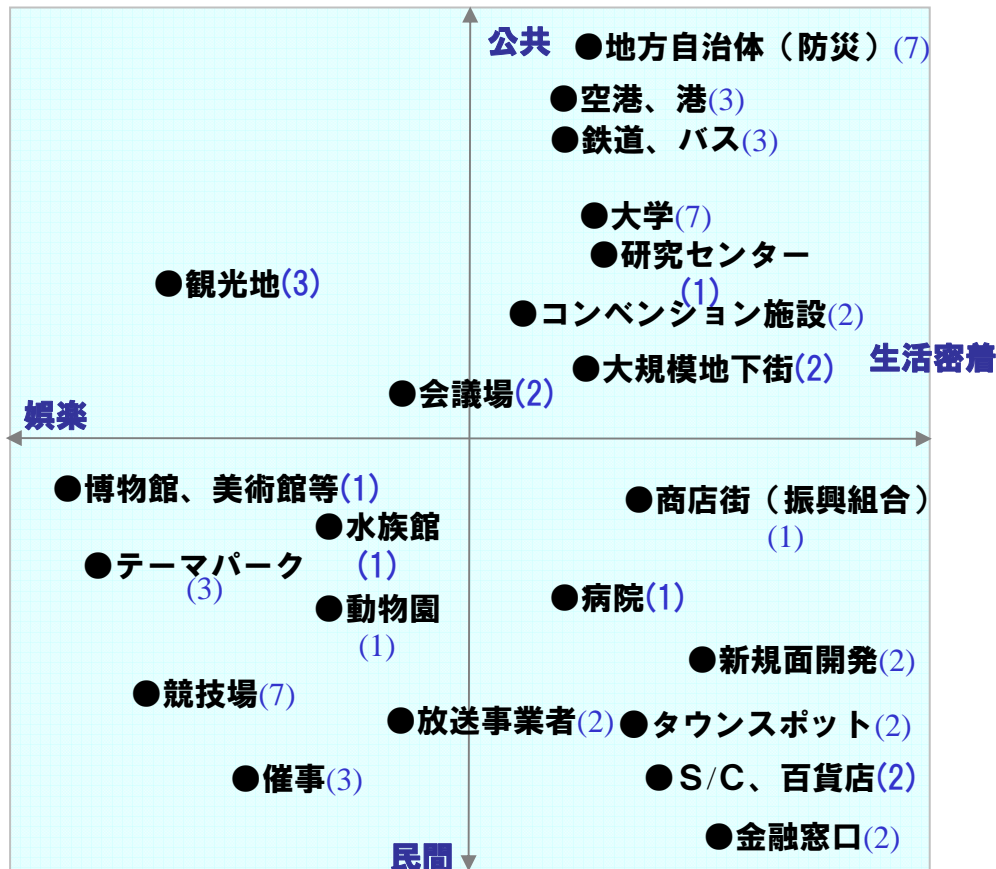 公共
●地方自治体（防災）(7)
●空港、港(3)
●鉄道、バス(3)
●大学(7)
●研究センター
(1)
●観光地(3)
●コンベンション施設(2)
生活密着
●大規模地下街(2)
●会議場(2)
娯楽
●博物館、美術館等(1)
●商店街（振興組合）
(1)
●水族館
(1)
●テーマパーク
(3)
●病院(1)
●動物園
(1)
●新規面開発(2)
●競技場(7)
●放送事業者(2)
●タウンスポット(2)
●催事(3)
●Ｓ/Ｃ、百貨店(2)
●金融窓口(2)
民間